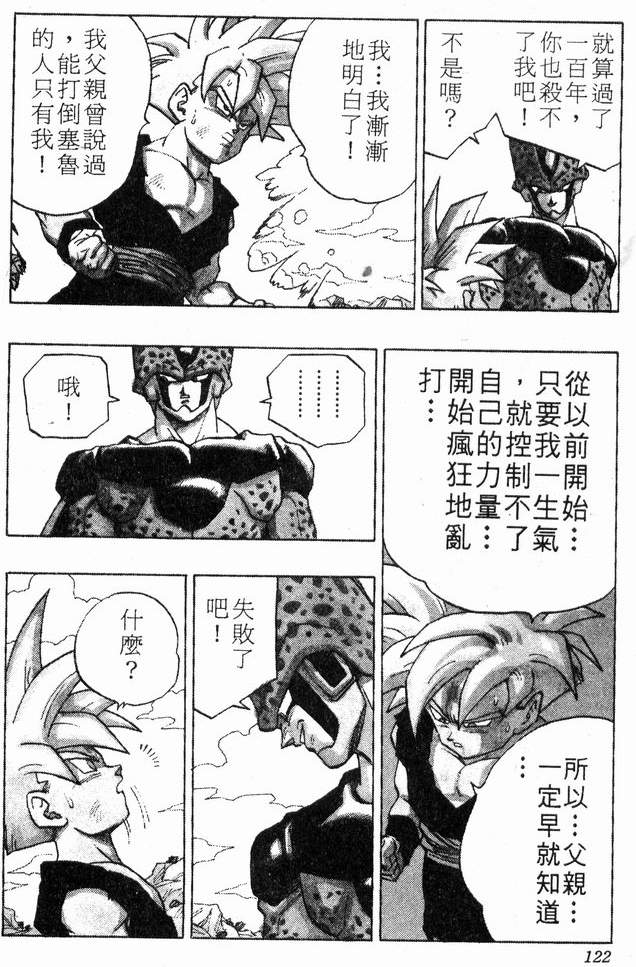 就算過了
一百年，
你也殺不
了我吧！
不是嗎？
我…我漸漸
地明白了！
我父親曾說過
，能打倒塞魯
的人只有我！
從以前開始…
只要我一生氣
，就控制不了
自己的力量…
開始瘋狂地亂
打…
所以…父親…
一定早就知道
…
………
………
………
哦！
失敗了
吧！
什麼？
122